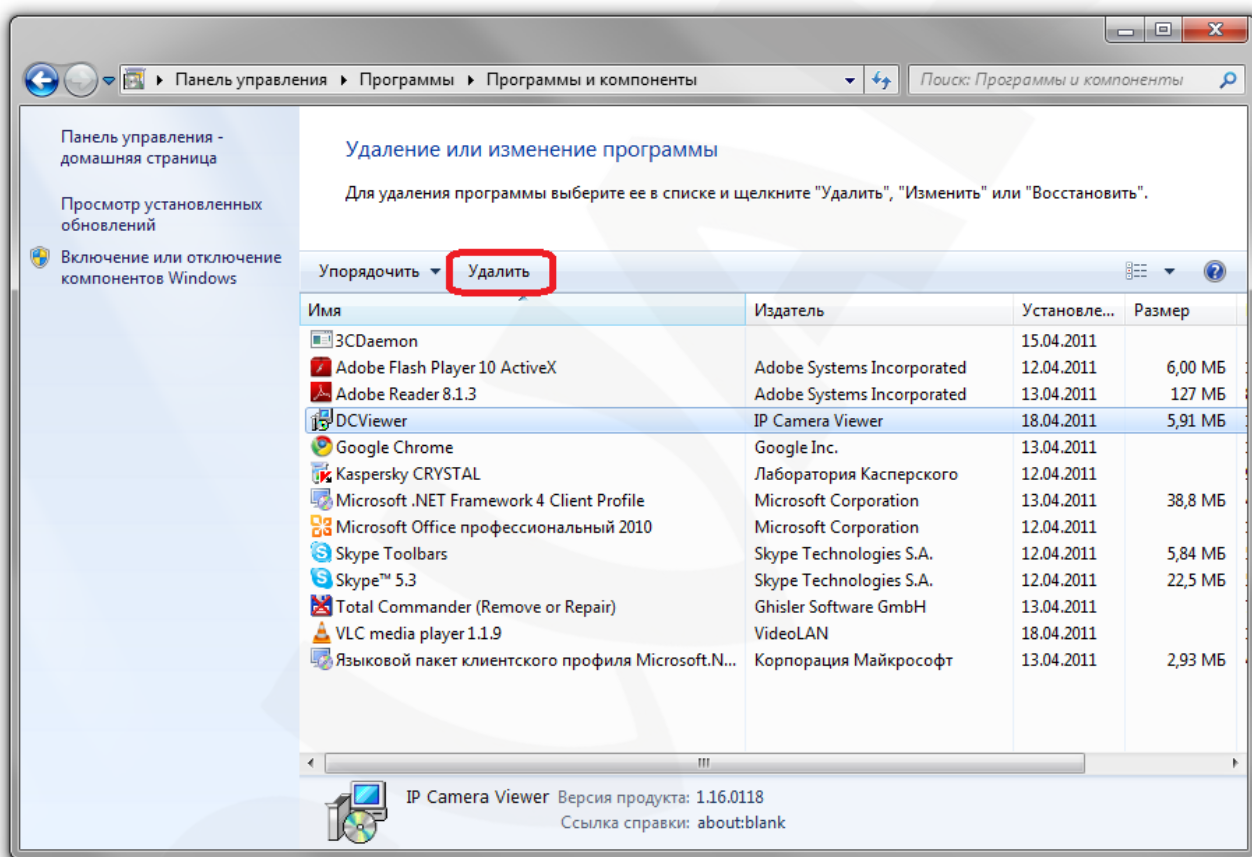 Панель управления Программы Программы и компоненты Поиск: Программы и компоненты
Панель управления -
домашняя страница
Просмотр установленных
обновлений
Включение или отключение
компонентов Windows
Удаление или изменение программы
Для удаления программы выберите ее в списке и щелкните "Удалить", "Изменить" или "Восстановить".
Упорядочить Удалить
Имя Издатель Установле... Размер
3CDaemon 15.04.2011
Adobe Flash Player 10 ActiveX Adobe Systems Incorporated 12.04.2011 6,00 МБ
Adobe Reader 8.1.3 Adobe Systems Incorporated 13.04.2011 127 МБ
DCViewer IP Camera Viewer 18.04.2011 5,91 МБ
Google Chrome Google Inc. 13.04.2011
Kaspersky CRYSTAL Лаборатория Касперского 12.04.2011
Microsoft .NET Framework 4 Client Profile Microsoft Corporation 13.04.2011 38,8 МБ
Microsoft Office профессиональный 2010 Microsoft Corporation 12.04.2011
Skype Toolbars Skype Technologies S.A. 12.04.2011 5,84 МБ
Skype™ 5.3 Skype Technologies S.A. 12.04.2011 22,5 МБ
Total Commander (Remove or Repair) Ghisler Software GmbH 13.04.2011
VLC media player 1.1.9 VideoLAN 18.04.2011
Языковой пакет клиентского профиля Microsoft.N... Корпорация Майкрософт 13.04.2011 2,93 МБ
IP Camera Viewer Версия продукта: 1.16.0118
Ссылка справки: about:blank